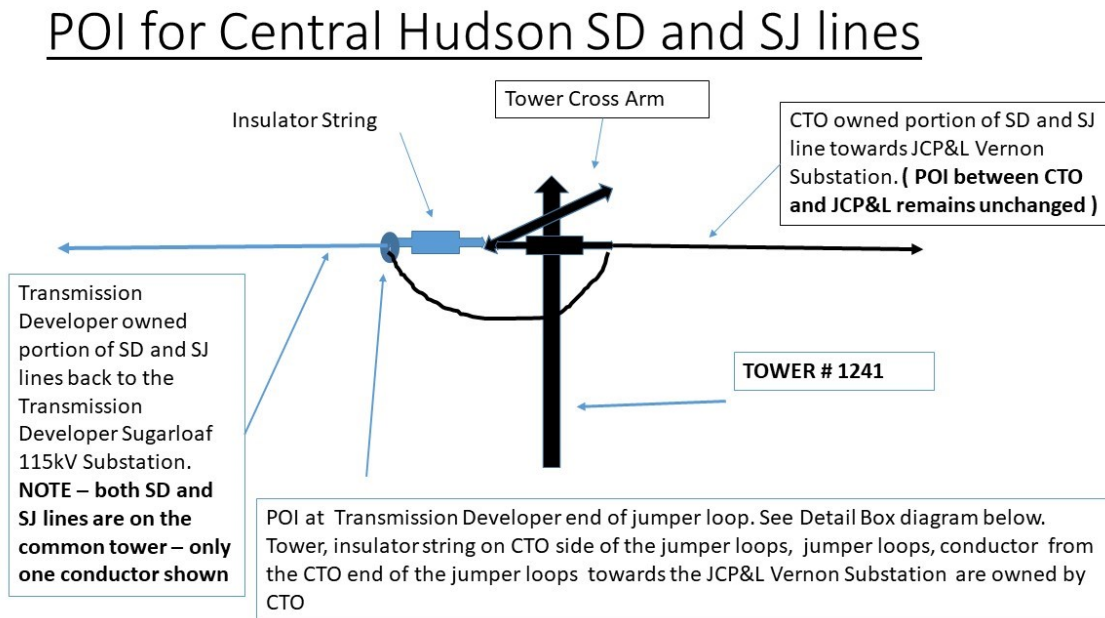 POI for Central Hudson SD and SJ lines
Tower Cross Arm
Insulator String
CTO owned portion of SD and SJ
line towards JCP&L Vernon
Substation. ( POI between CTO
and JCP&L remains unchanged )
Transmission
Developer owned
portion of SD and SJ
lines back to the
Transmission
Developer Sugarloaf
115kV Substation.
NOTE – both SD and
SJ lines are on the
common tower – only
one conductor shown
TOWER # 1241
POI at Transmission Developer end of jumper loop. See Detail Box diagram below.
Tower, insulator string on CTO side of the jumper loops, jumper loops, conductor from
the CTO end of the jumper loops towards the JCP&L Vernon Substation are owned by
CTO